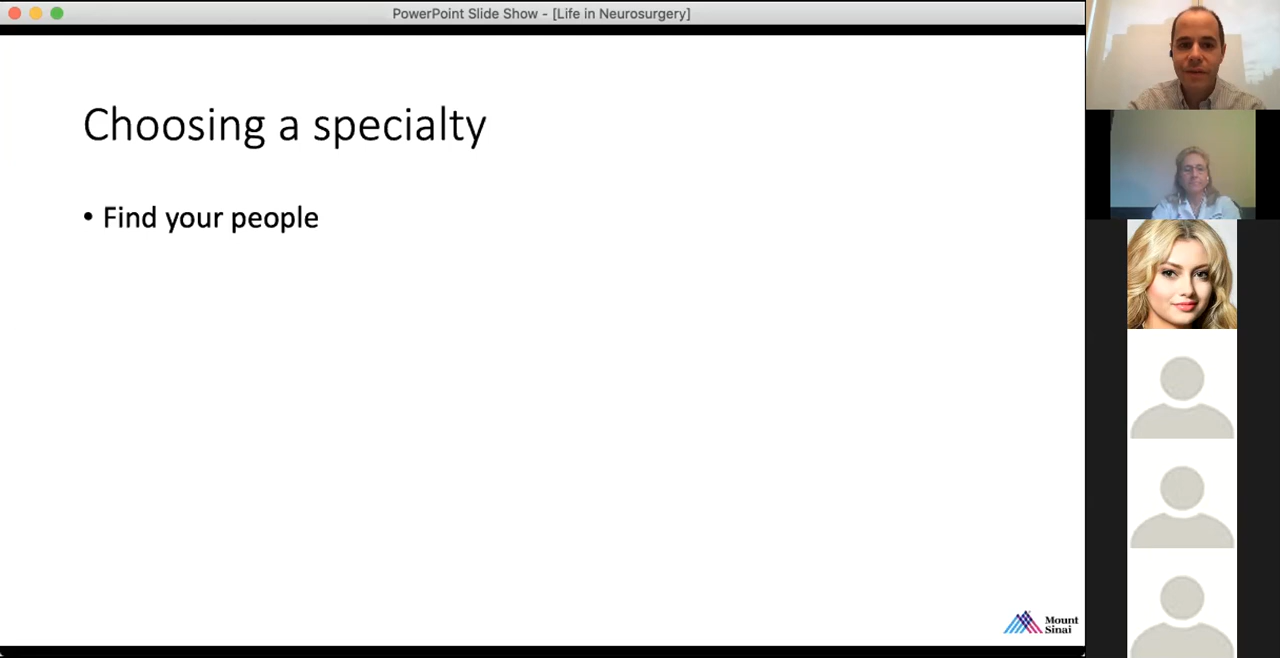 PowerPoint Slide Show - [Life in Neurosurgery]
Choosing a specialty
• Find your people
Mount
Sinai